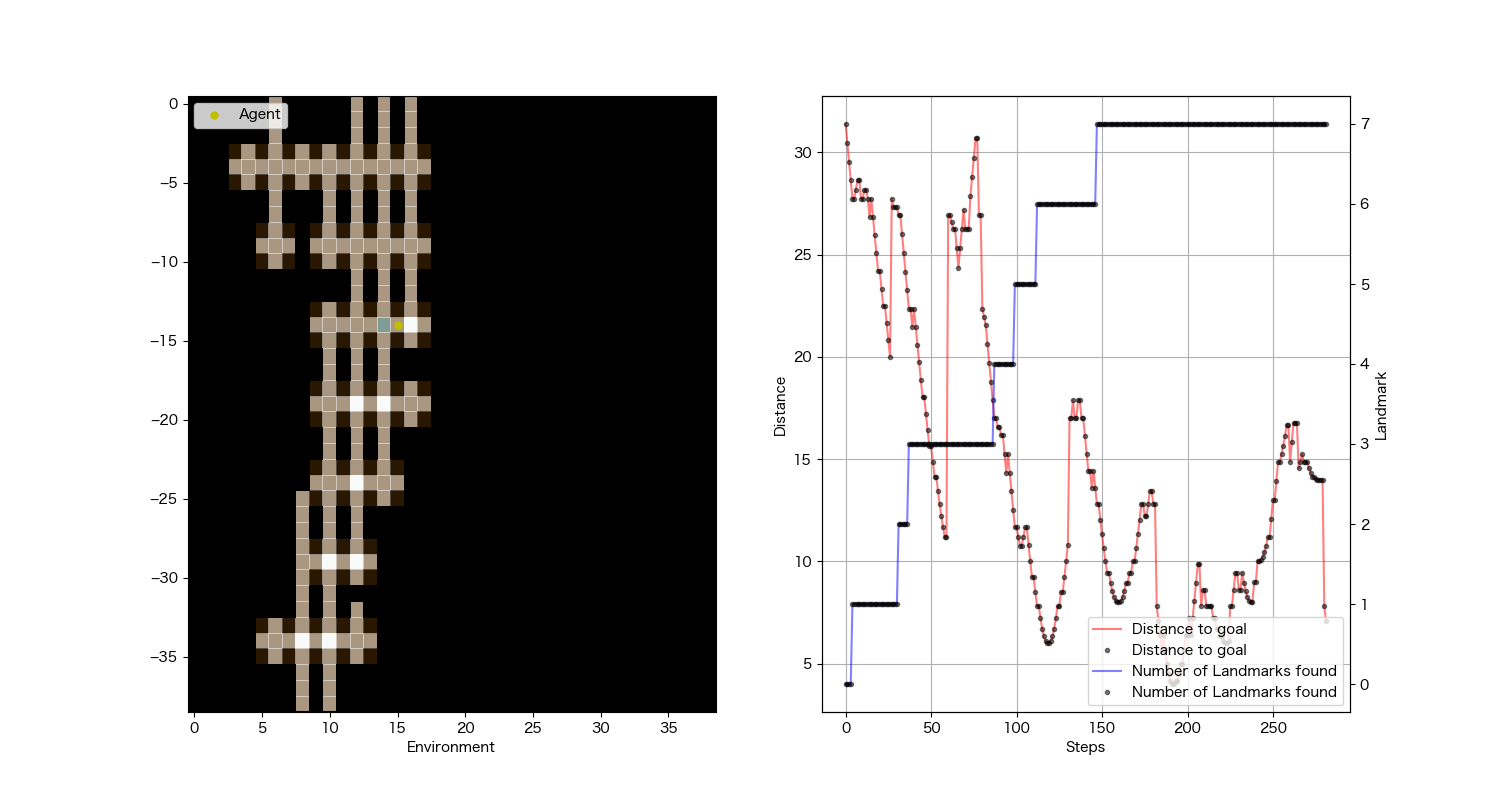 Agent
0
−5
−10
−15
−20
−25
−30
−35
0 5 10 15 20 25 30 35
Environment
30
25
20
15
10
5
Distance
7
6
5
4
3
2
1
0
Landmark
Distance to goal
Distance to goal
Number of Landmarks found
Number of Landmarks found
0 50 100 150 200 250
Steps